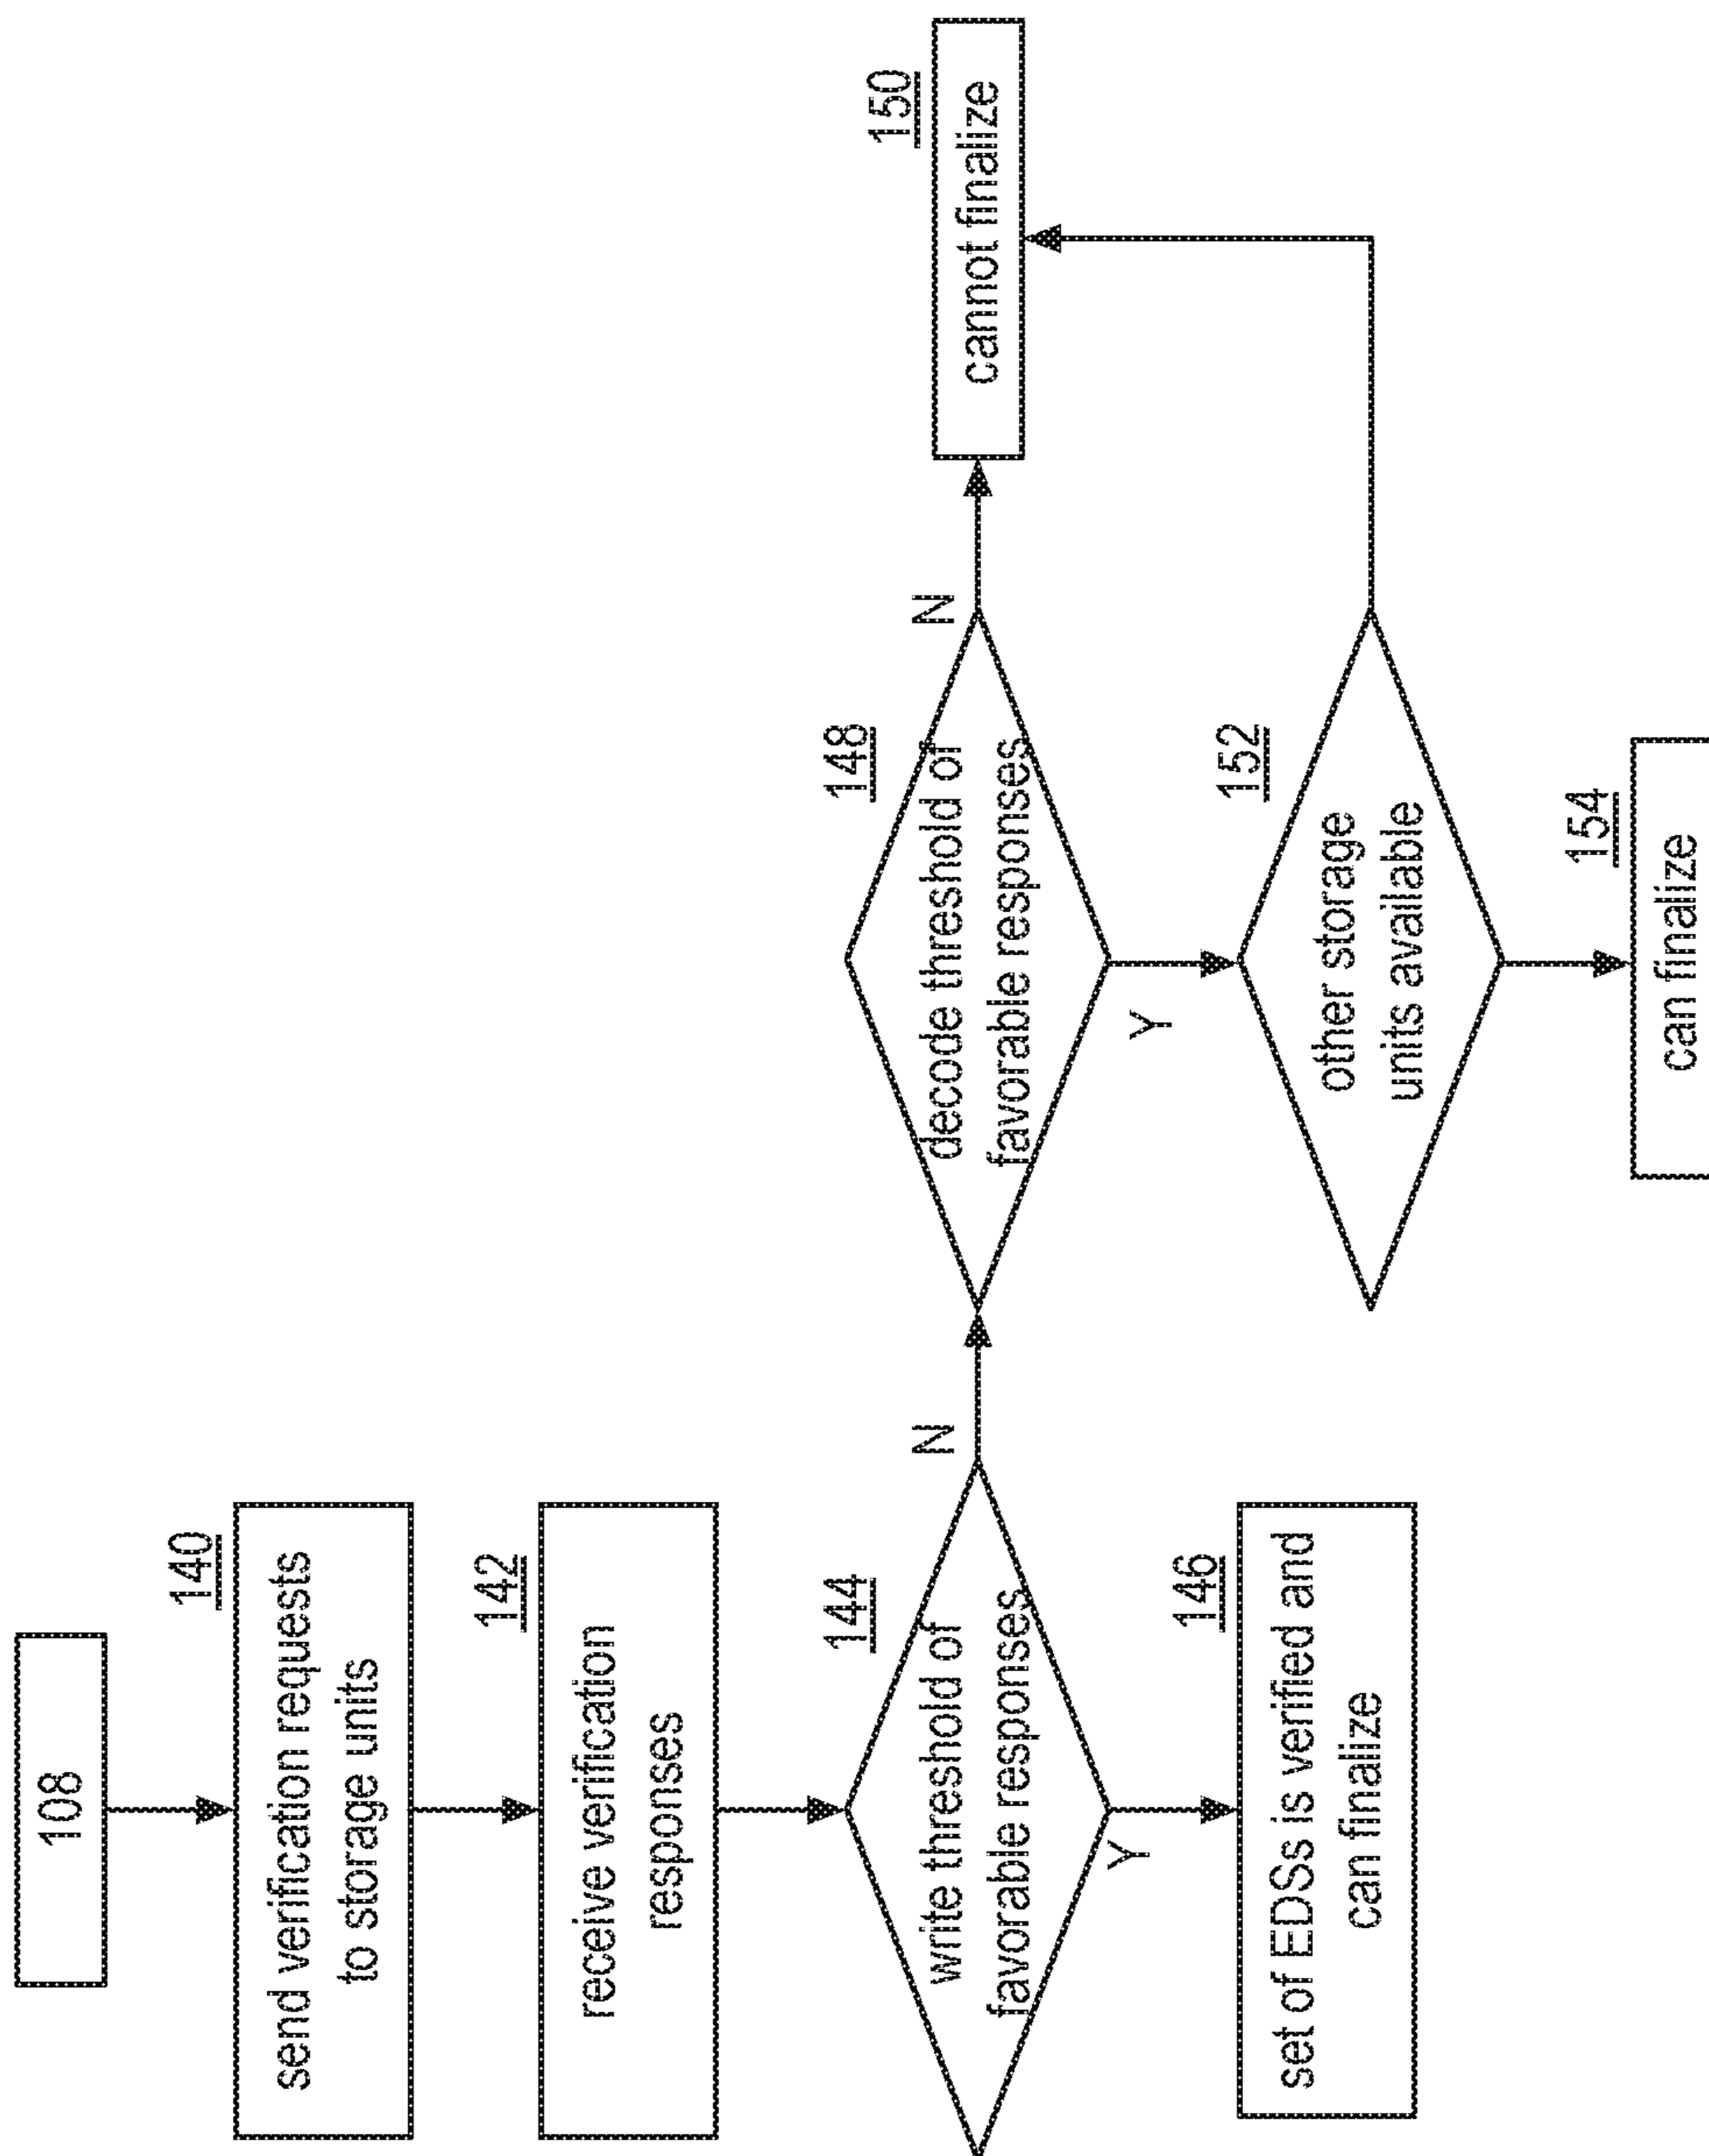 108
140
send verification requests
to storage units
142
receive verification
responses
144
write threshold of
favorable responses
Y
N
146
set of EDSs is verified and
can finalize
148
decode threshold of
favorable responses
N
Y
150
cannot finalize
152
other storage
units available
154
can finalize